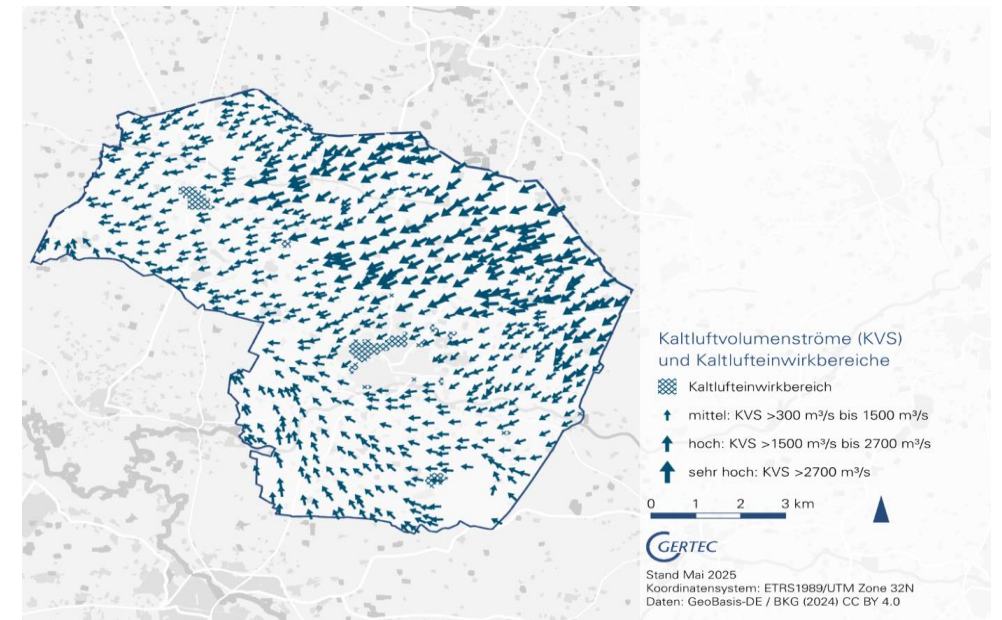 Kaltluftvolumenströme (KVS)
und Kaltlufteinwirkbereiche
Kaltlufteinwirkbereich
mittel: KVS >300 m³/s bis 1500 m³/s
hoch: KVS >1500 m³/s bis 2700 m³/s
sehr hoch: KVS >2700 m³/s
0 1 2 3 km
GERTEC
Stand Mai 2025
Koordinatensystem: ETRS1989/UTM Zone 32N
Daten: GeoBasis-DE / BKG (2024) CC BY 4.0